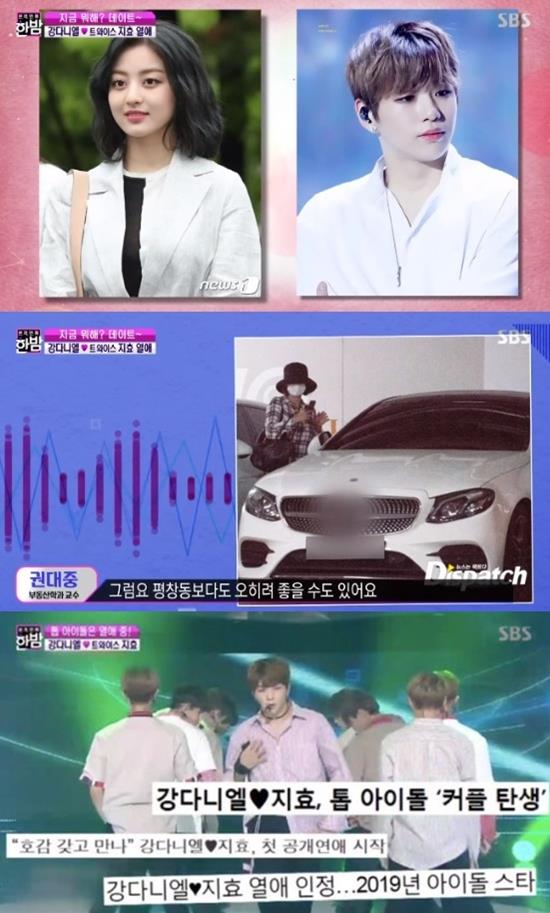 본격연예
한밤
지금 뭐해? 데이트~
강다니엘♥트와이스 지효 열애
SBS
news1
본격연예
한밤
지금 뭐해? 데이트~
강다니엘♥트와이스 지효 열애
SBS
뉴스는 팩트다
Dispatch
권대중
부동산학과 교수
그럼요 평창동보다도 오히려 좋을 수도 있어요
본격연예
한밤
톱 아이돌은 열애 중!
강다니엘♥트와이스 지효
SBS
강다니엘♥지효, 톱 아이돌 ‘커플 탄생’
“호감 갖고 만나” 강다니엘♥지효, 첫 공개연애 시작
강다니엘♥지효 열애 인정...2019년 아이돌 스타